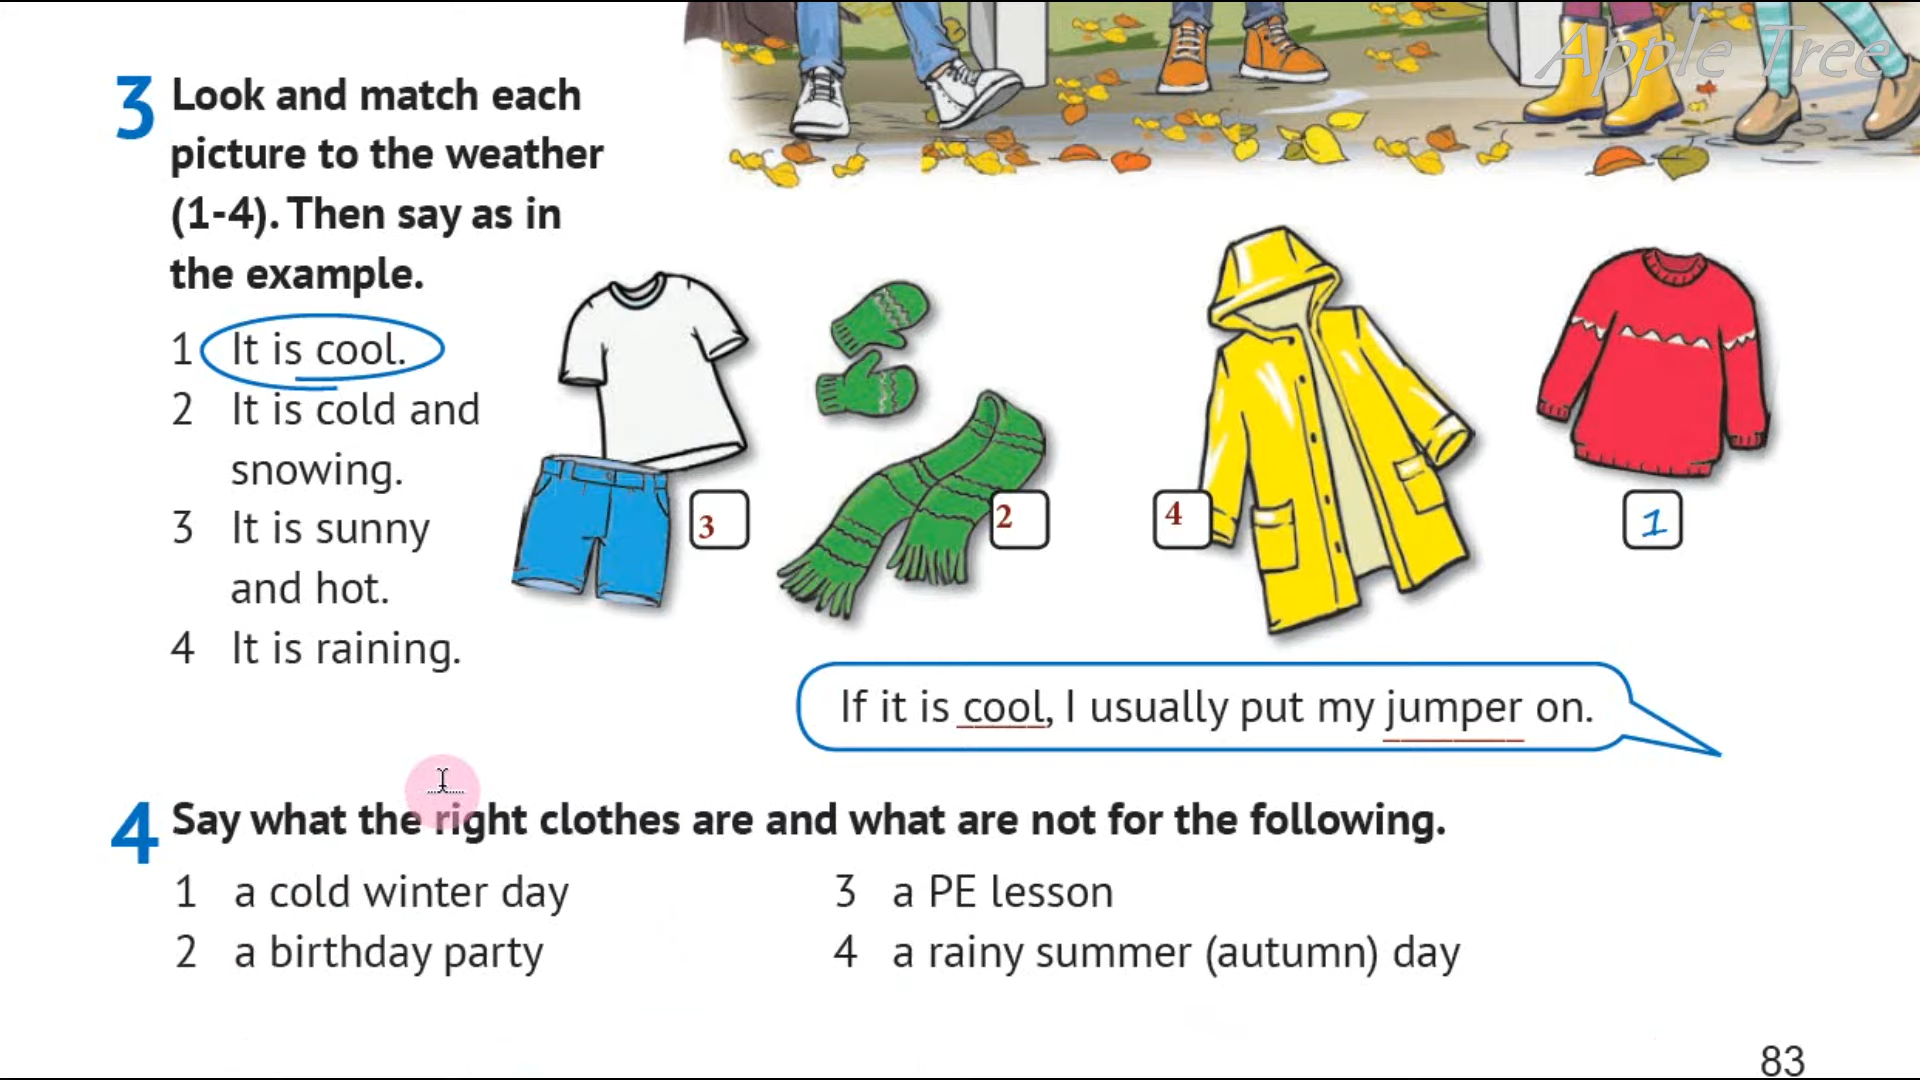 Apple Tree
3 Look and match each
picture to the weather
(1-4). Then say as in
the example.
1 It is cool.
2 It is cold and
snowing.
3 It is sunny
and hot.
4 It is raining.
3
2
4
1
If it is cool, I usually put my jumper on.
4 Say what the right clothes are and what are not for the following.
1 a cold winter day
2 a birthday party
3 a PE lesson
4 a rainy summer (autumn) day
83